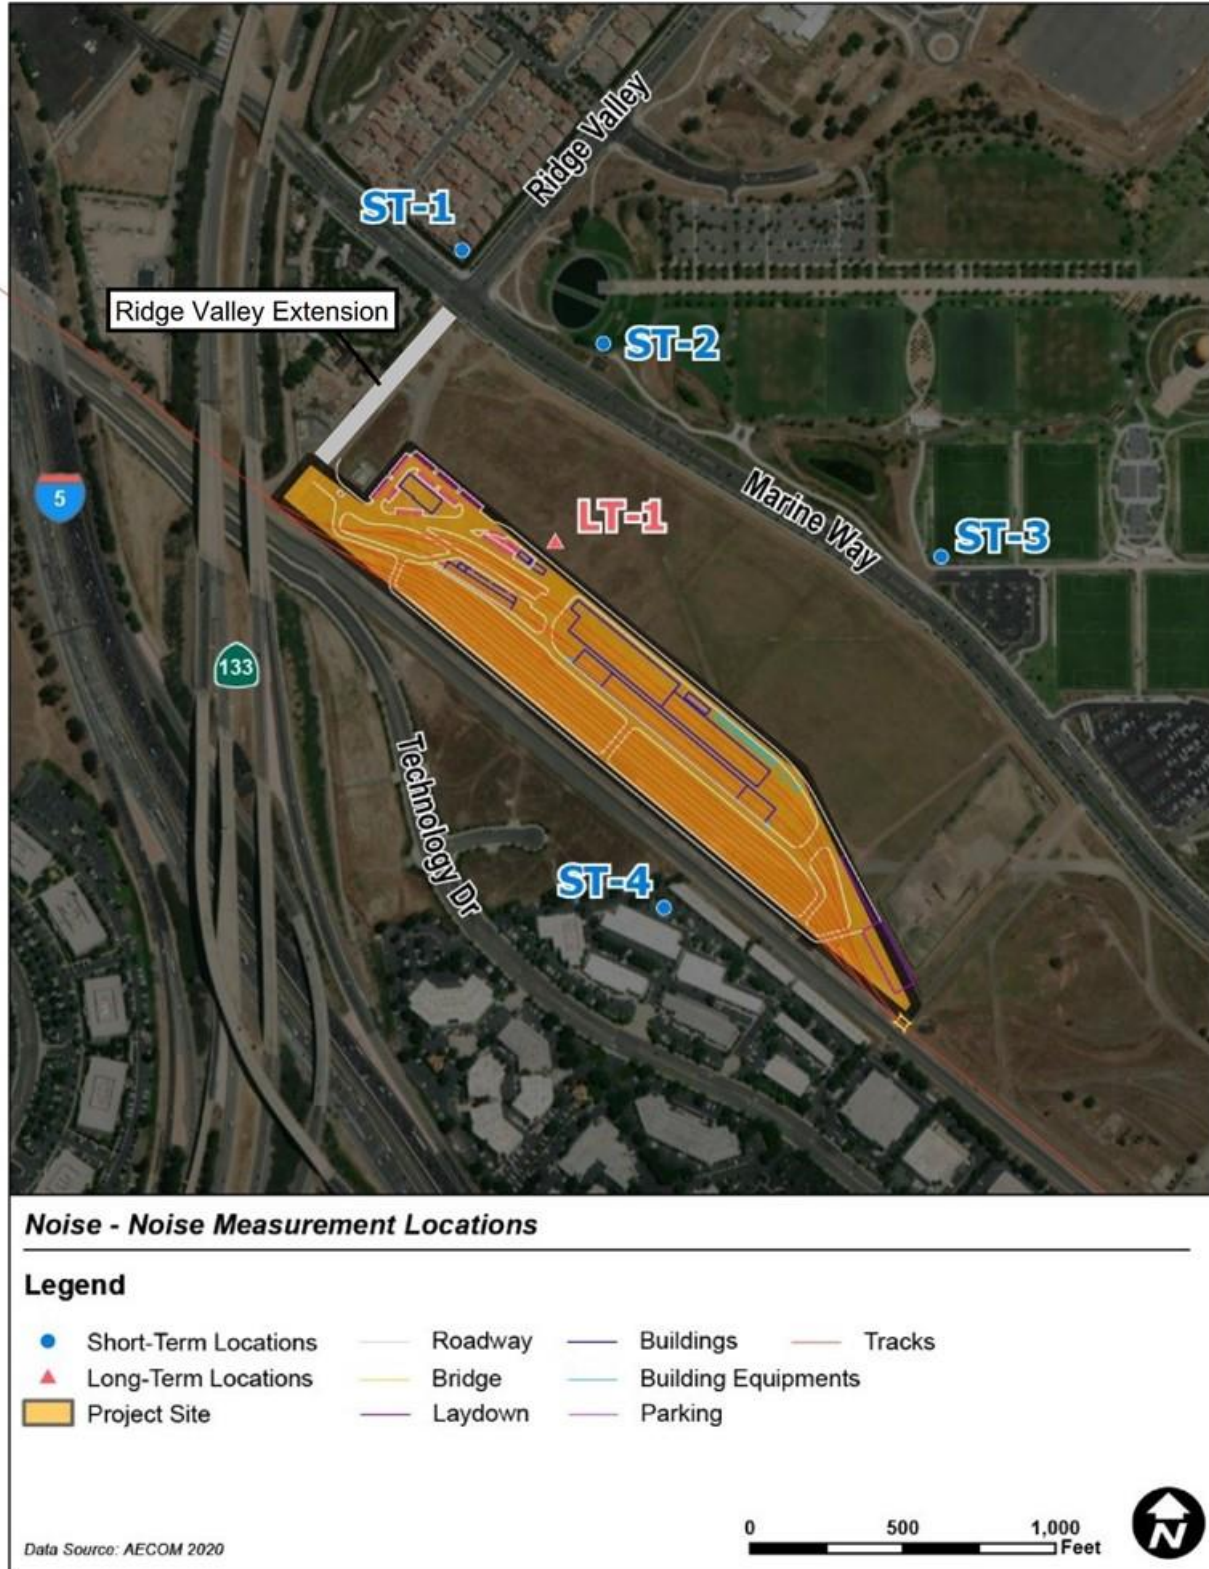 Ridge Valley
ST-1
Ridge Valley Extension
ST-2
5
LT-1
Marine Way
ST-3
133
Technology Dr
ST-4
Noise - Noise Measurement Locations
Legend
Short-Term Locations Roadway Buildings Tracks
Long-Term Locations Bridge Building Equipments
Project Site Laydown Parking
0 500 1,000
Feet
N
Data Source: AECOM 2020